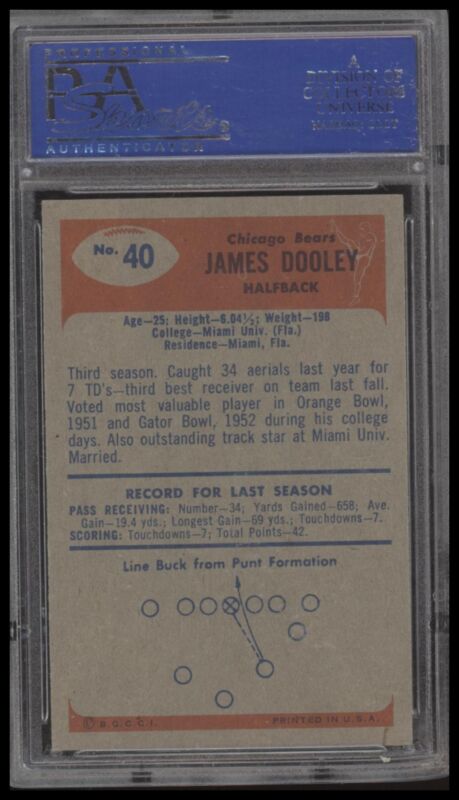 PROFESSIONAL
PSA
Sports
AUTHENTICATOR
A
DIVISION OF
COLLECTORS
UNIVERSE
No. 40
Chicago Bears
JAMES DOOLEY
HALFBACK
Age—25; Height—6.04½; Weight—198
College—Miami Univ. (Fla.)
Residence—Miami, Fla.
Third season. Caught 34 aerials last year for
7 TD's—third best receiver on team last fall.
Voted most valuable player in Orange Bowl,
1951 and Gator Bowl, 1952 during his college
days. Also outstanding track star at Miami Univ.
Married.
RECORD FOR LAST SEASON
PASS RECEIVING: Number—34; Yards Gained—658; Ave.
Gain—19.4 yds.; Longest Gain—69 yds.; Touchdowns—7.
SCORING: Touchdowns—7; Total Points—42.
Line Buck from Punt Formation
© B.G.C.C.I.
PRINTED IN U.S.A.